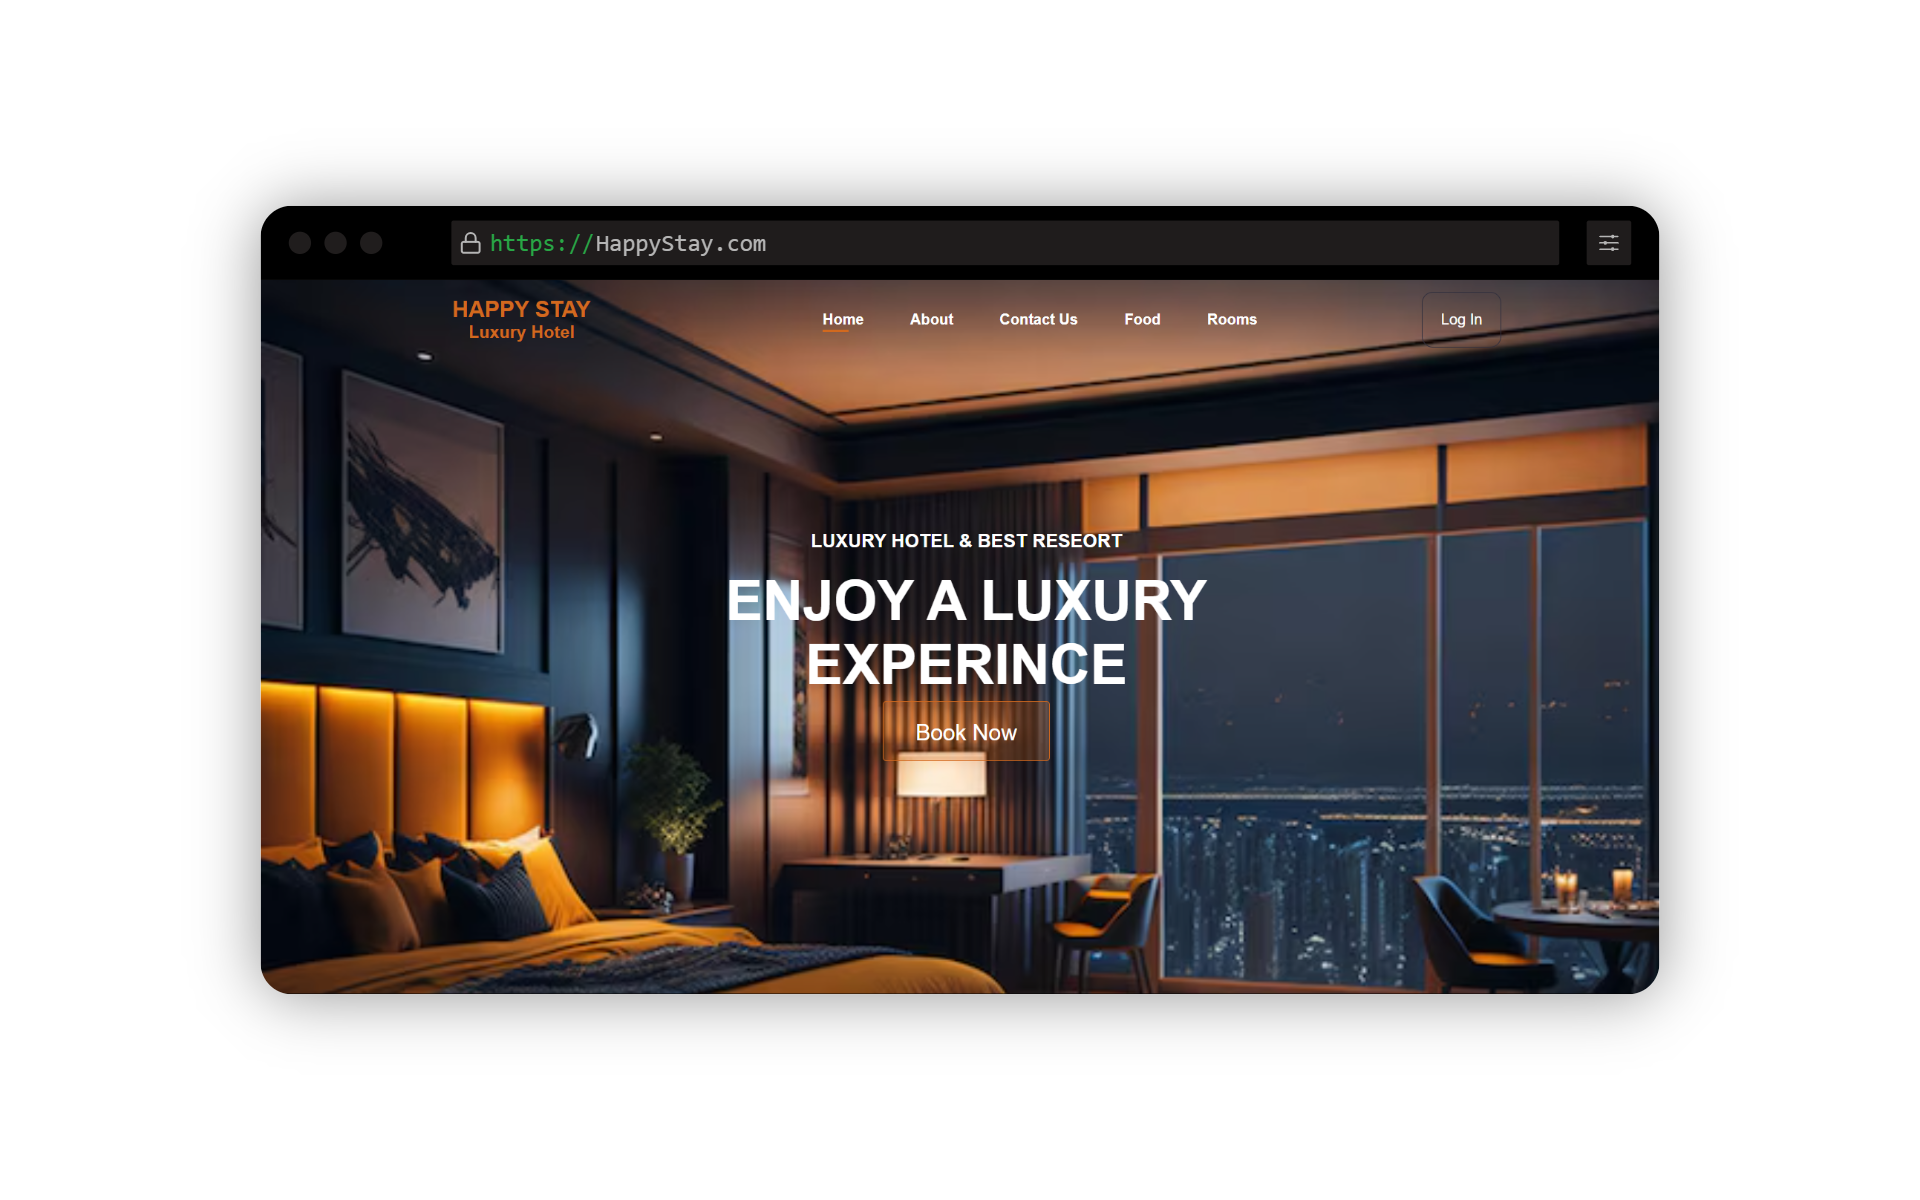 https://HappyStay.com
HAPPY STAY
Luxury Hotel
Home About Contact Us Food Rooms Log In
LUXURY HOTEL & BEST RESEORT
ENJOY A LUXURY
EXPERINCE
Book Now